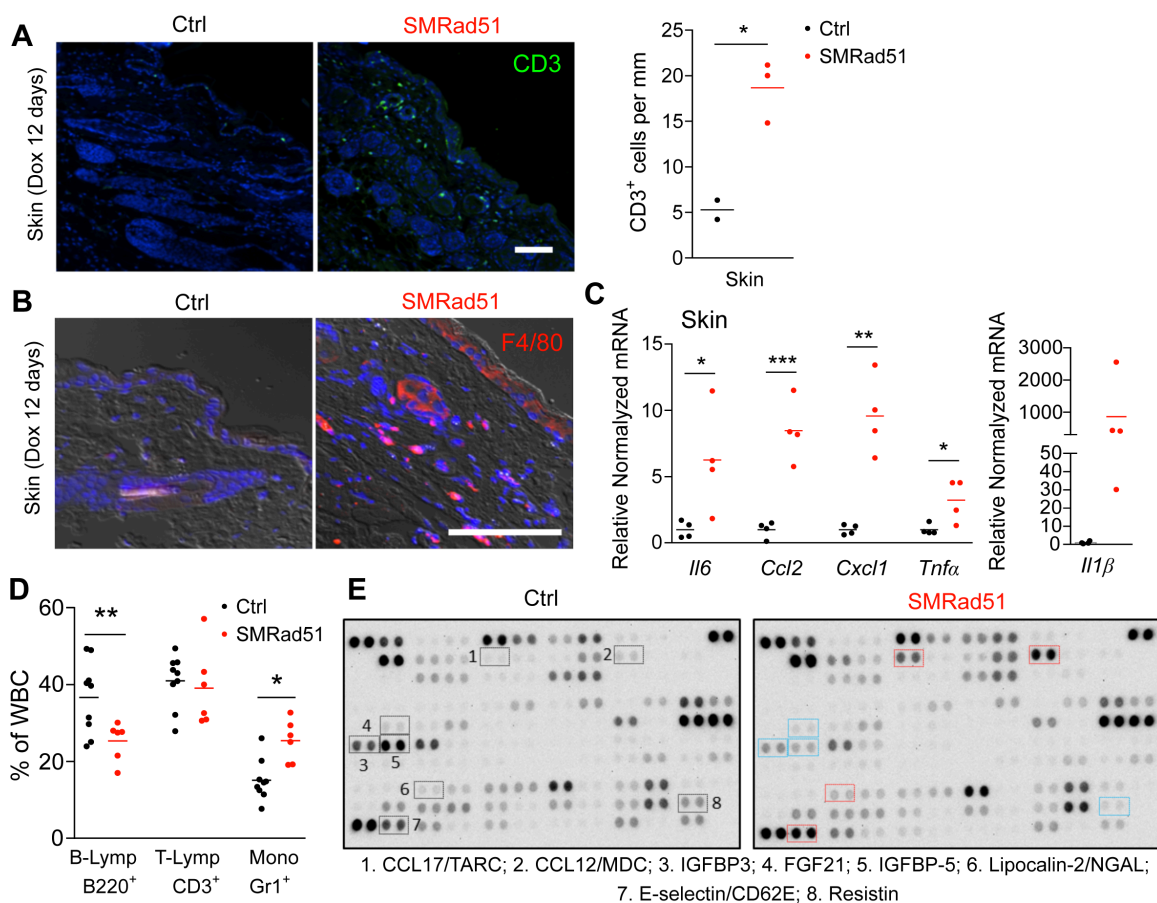 A
Ctrl
SMRad51
Skin (Dox 12 days)
CD3
CD3+ cells per mm
25
20
15
10
5
0
*
Skin
Ctrl
SMRad51
B
Ctrl
SMRad51
Skin (Dox 12 days)
F4/80
C
Skin
Relative Normalized mRNA
15
10
5
0
*
***
**
*
Il6
Ccl2
Cxcl1
Tnfα
Relative Normalized mRNA
3000
2000
1000
50
40
30
20
10
0
Il1β
D
Ctrl
SMRad51
% of WBC
60
40
20
0
**
*
B-Lymp T-Lymp Mono
B220+ CD3+ Gr1+
E
Ctrl
SMRad51
1
2
4
3
5
6
8
7
1. CCL17/TARC; 2. CCL12/MDC; 3. IGFBP3; 4. FGF21; 5. IGFBP-5; 6. Lipocalin-2/NGAL;
7. E-selectin/CD62E; 8. Resistin